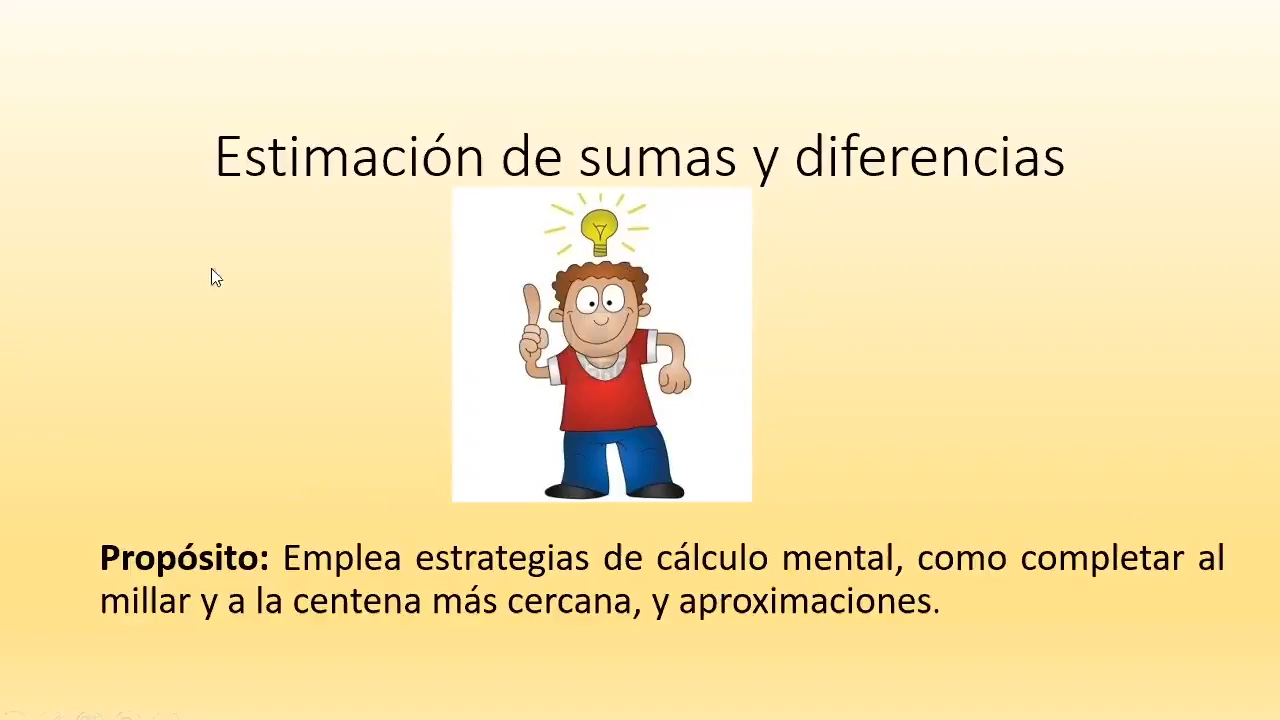 Estimación de sumas y diferencias
Propósito: Emplea estrategias de cálculo mental, como completar al
millar y a la centena más cercana, y aproximaciones.